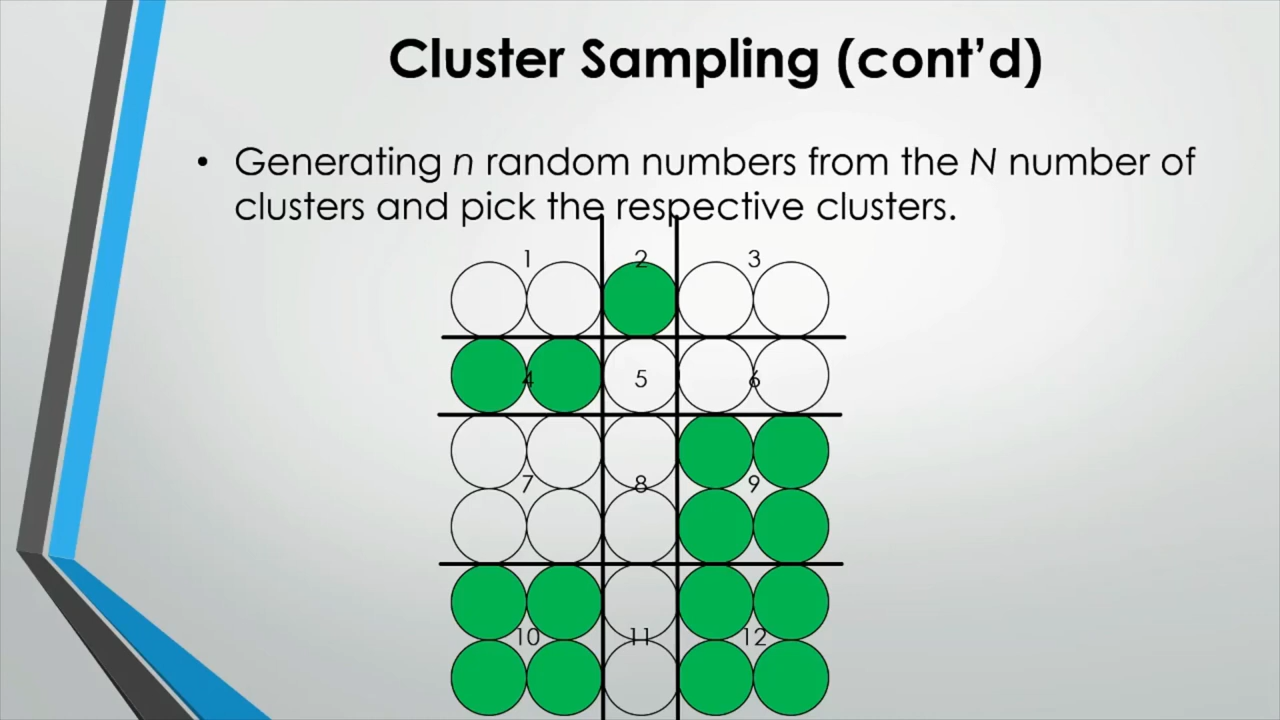 Cluster Sampling (cont’d)
• Generating n random numbers from the N number of
clusters and pick the respective clusters.
1 2 3
4 5 6
7 8 9
10 11 12